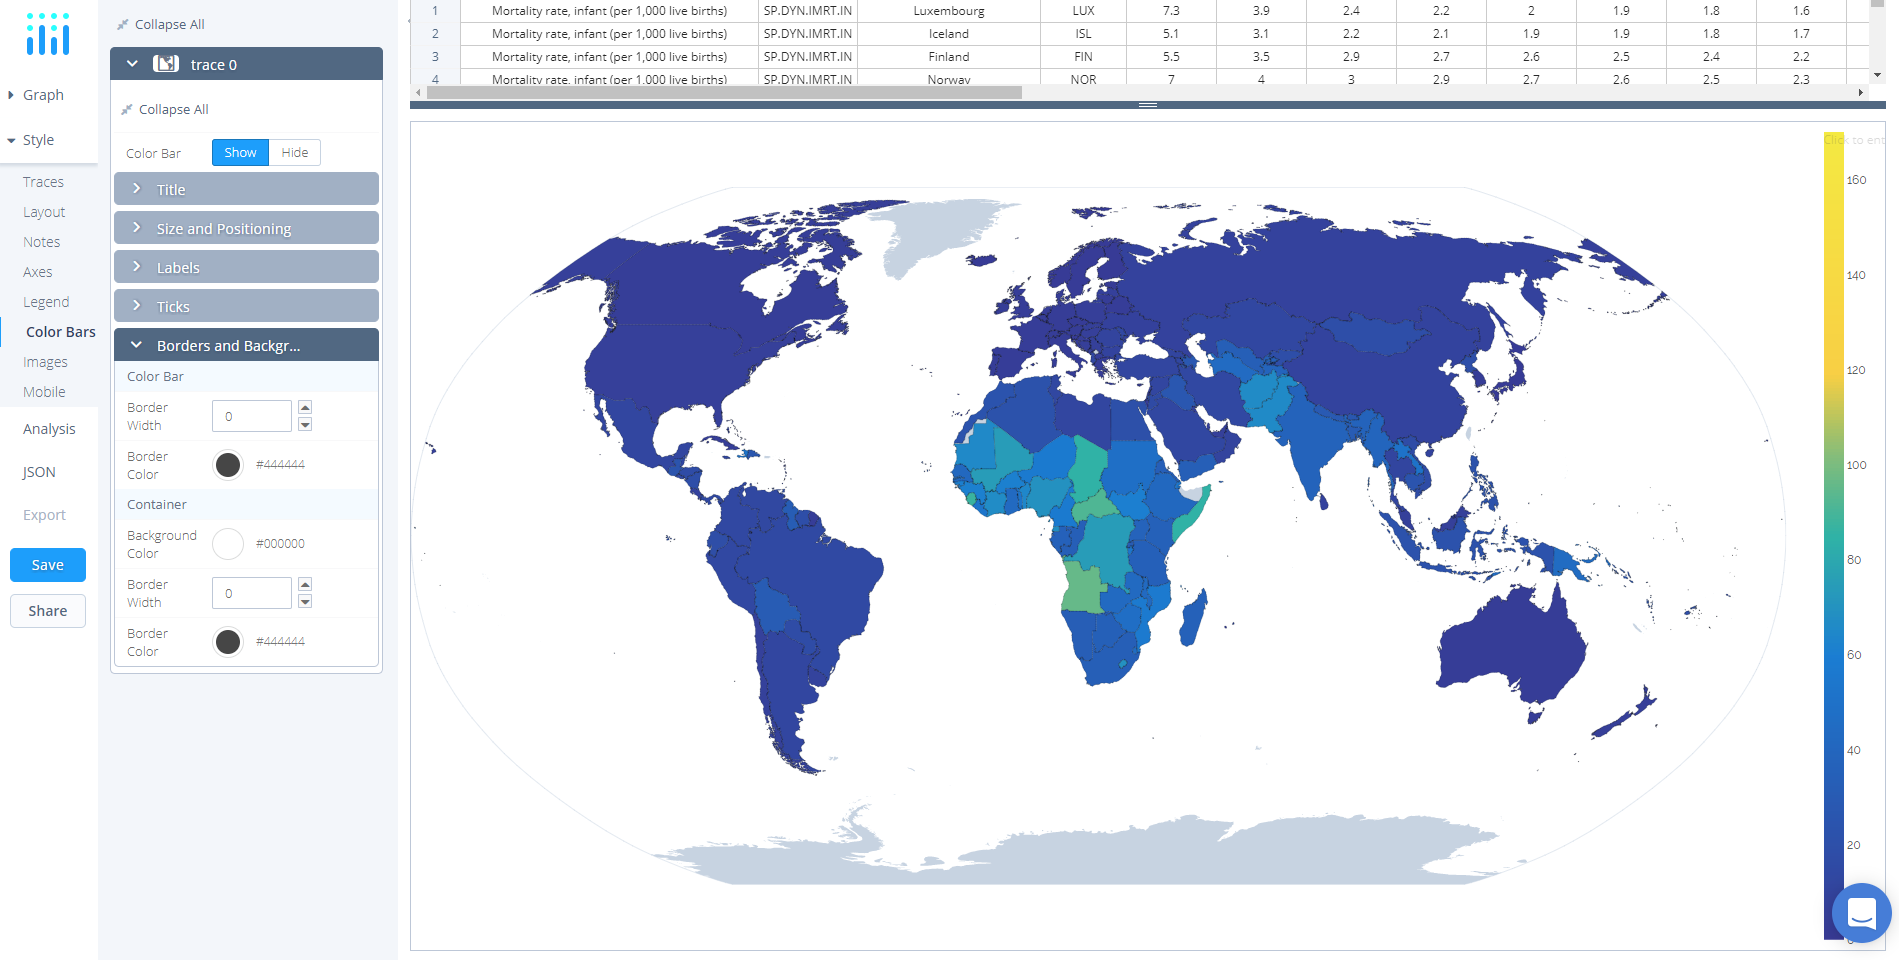 Collapse All
trace 0
Collapse All
Color Bar Show Hide
Title
Size and Positioning
Labels
Ticks
Borders and Backgr...
Color Bar
Border Width 0
Border Color #444444
Container
Background Color #000000
Border Width 0
Border Color #444444
Graph
Style
Traces
Layout
Notes
Axes
Legend
Color Bars
Images
Mobile
Analysis
JSON
Export
Save
Share
1 Mortality rate, infant (per 1,000 live births) SP.DYN.IMRT.IN Luxembourg LUX 7.3 3.9 2.4 2.2 2 1.9 1.8 1.6
2 Mortality rate, infant (per 1,000 live births) SP.DYN.IMRT.IN Iceland ISL 5.1 3.1 2.2 2.1 1.9 1.9 1.8 1.7
3 Mortality rate, infant (per 1,000 live births) SP.DYN.IMRT.IN Finland FIN 5.5 3.5 2.9 2.7 2.6 2.5 2.4 2.2
4 Mortality rate, infant (per 1,000 live births) SP.DYN.IMRT.IN Norway NOR 7 4 3 2.9 2.7 2.6 2.5 2.3
Click to ent
160
140
120
100
80
60
40
20
0